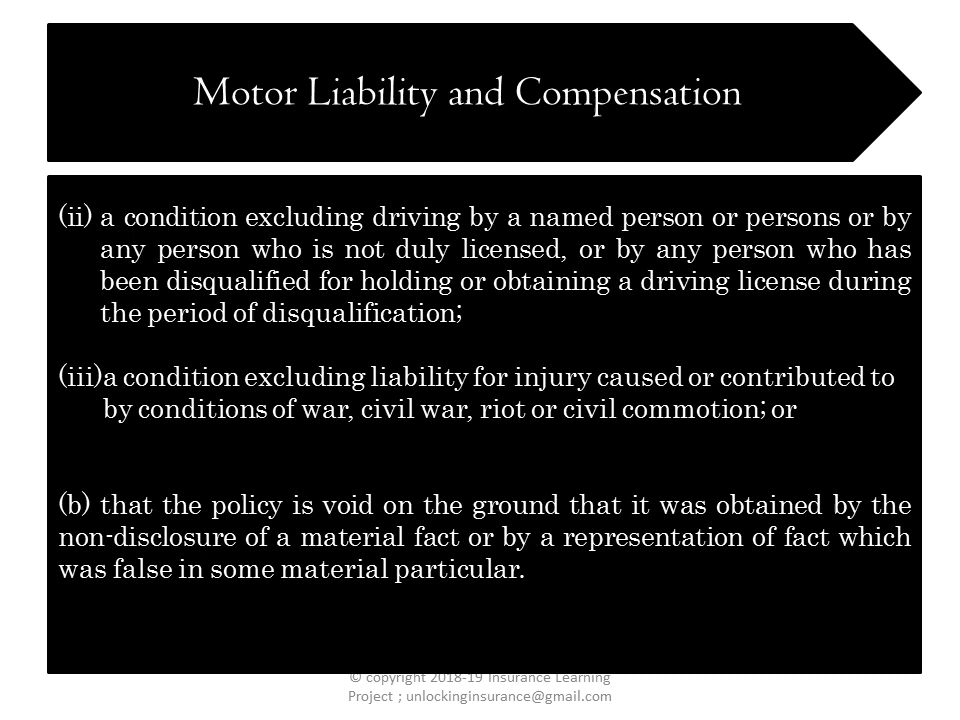 Motor Liability and Compensation
(ii) a condition excluding driving by a named person or persons or by
any person who is not duly licensed, or by any person who has
been disqualified for holding or obtaining a driving license during
the period of disqualification;
(iii)a condition excluding liability for injury caused or contributed to
by conditions of war, civil war, riot or civil commotion; or
(b) that the policy is void on the ground that it was obtained by the
non-disclosure of a material fact or by a representation of fact which
was false in some material particular.
© copyright 2018-19 Insurance Learning
Project ; unlockinginsurance@gmail.com